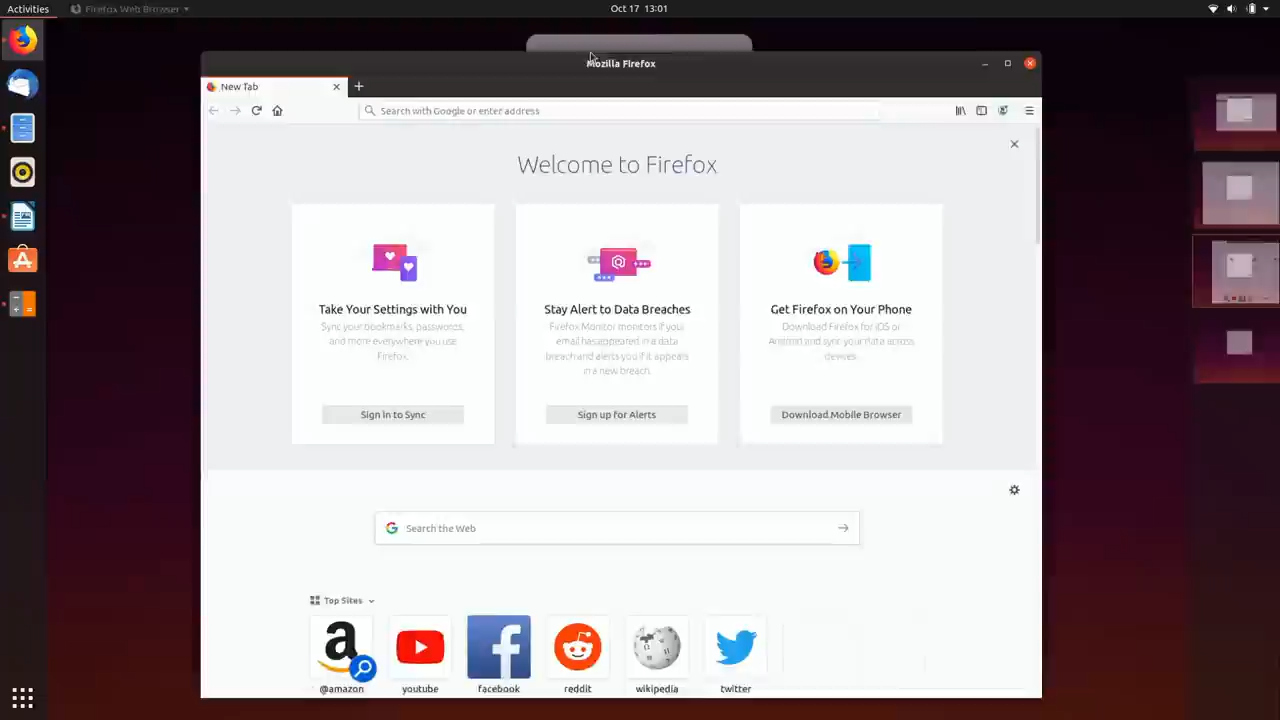 Activities
Firefox Web Browser
Oct 17 13:01
Mozilla Firefox
New Tab
Search with Google or enter address
Welcome to Firefox
Take Your Settings with You
Sync your bookmarks, passwords,
and more everywhere you use
Firefox.
Sign in to Sync
Stay Alert to Data Breaches
Firefox Monitor monitors if your
email has appeared in a data
breach and alerts you if it appears
in a new breach.
Sign up for Alerts
Get Firefox on Your Phone
Download Firefox for iOS or
Android and sync your data across
devices.
Download Mobile Browser
Search the Web
Top Sites
@amazon
youtube
facebook
reddit
wikipedia
twitter